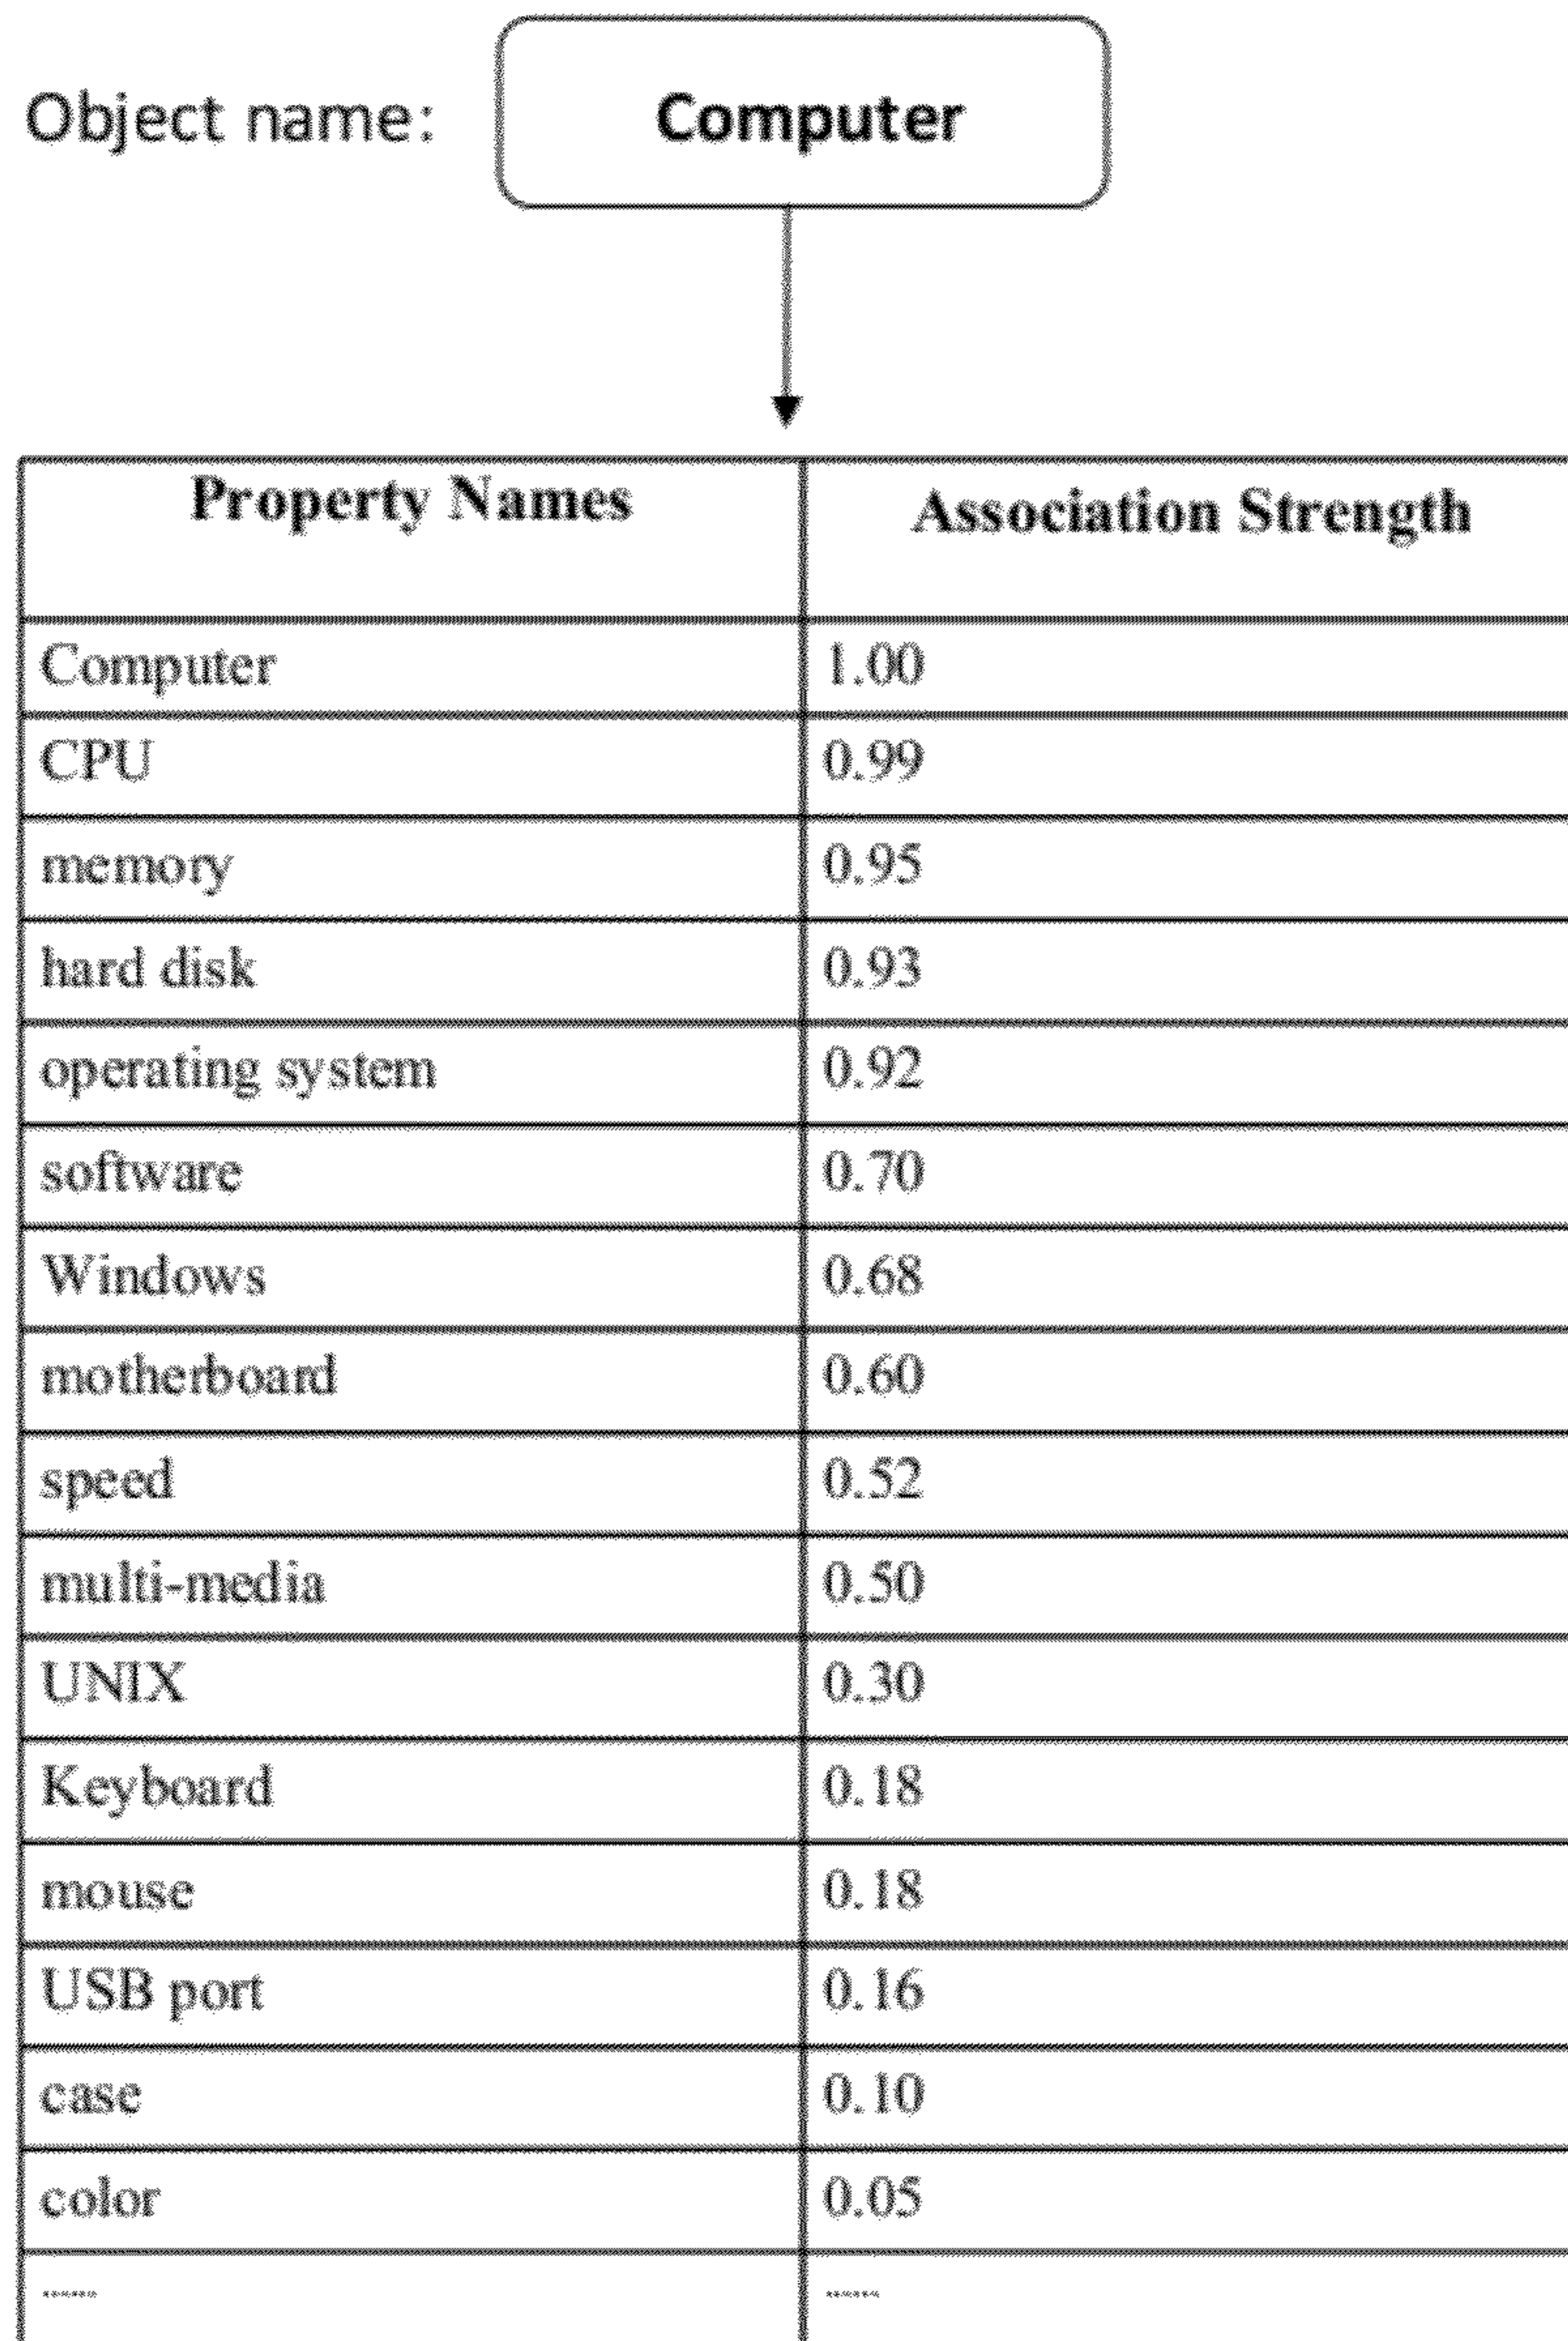 Object name: Computer
Property Names Association Strength
Computer 1.00
CPU 0.99
memory 0.95
hard disk 0.93
operating system 0.92
software 0.70
Windows 0.68
motherboard 0.60
speed 0.52
multi-media 0.50
UNIX 0.30
Keyboard 0.18
mouse 0.18
USB port 0.16
case 0.10
color 0.05
------ ------